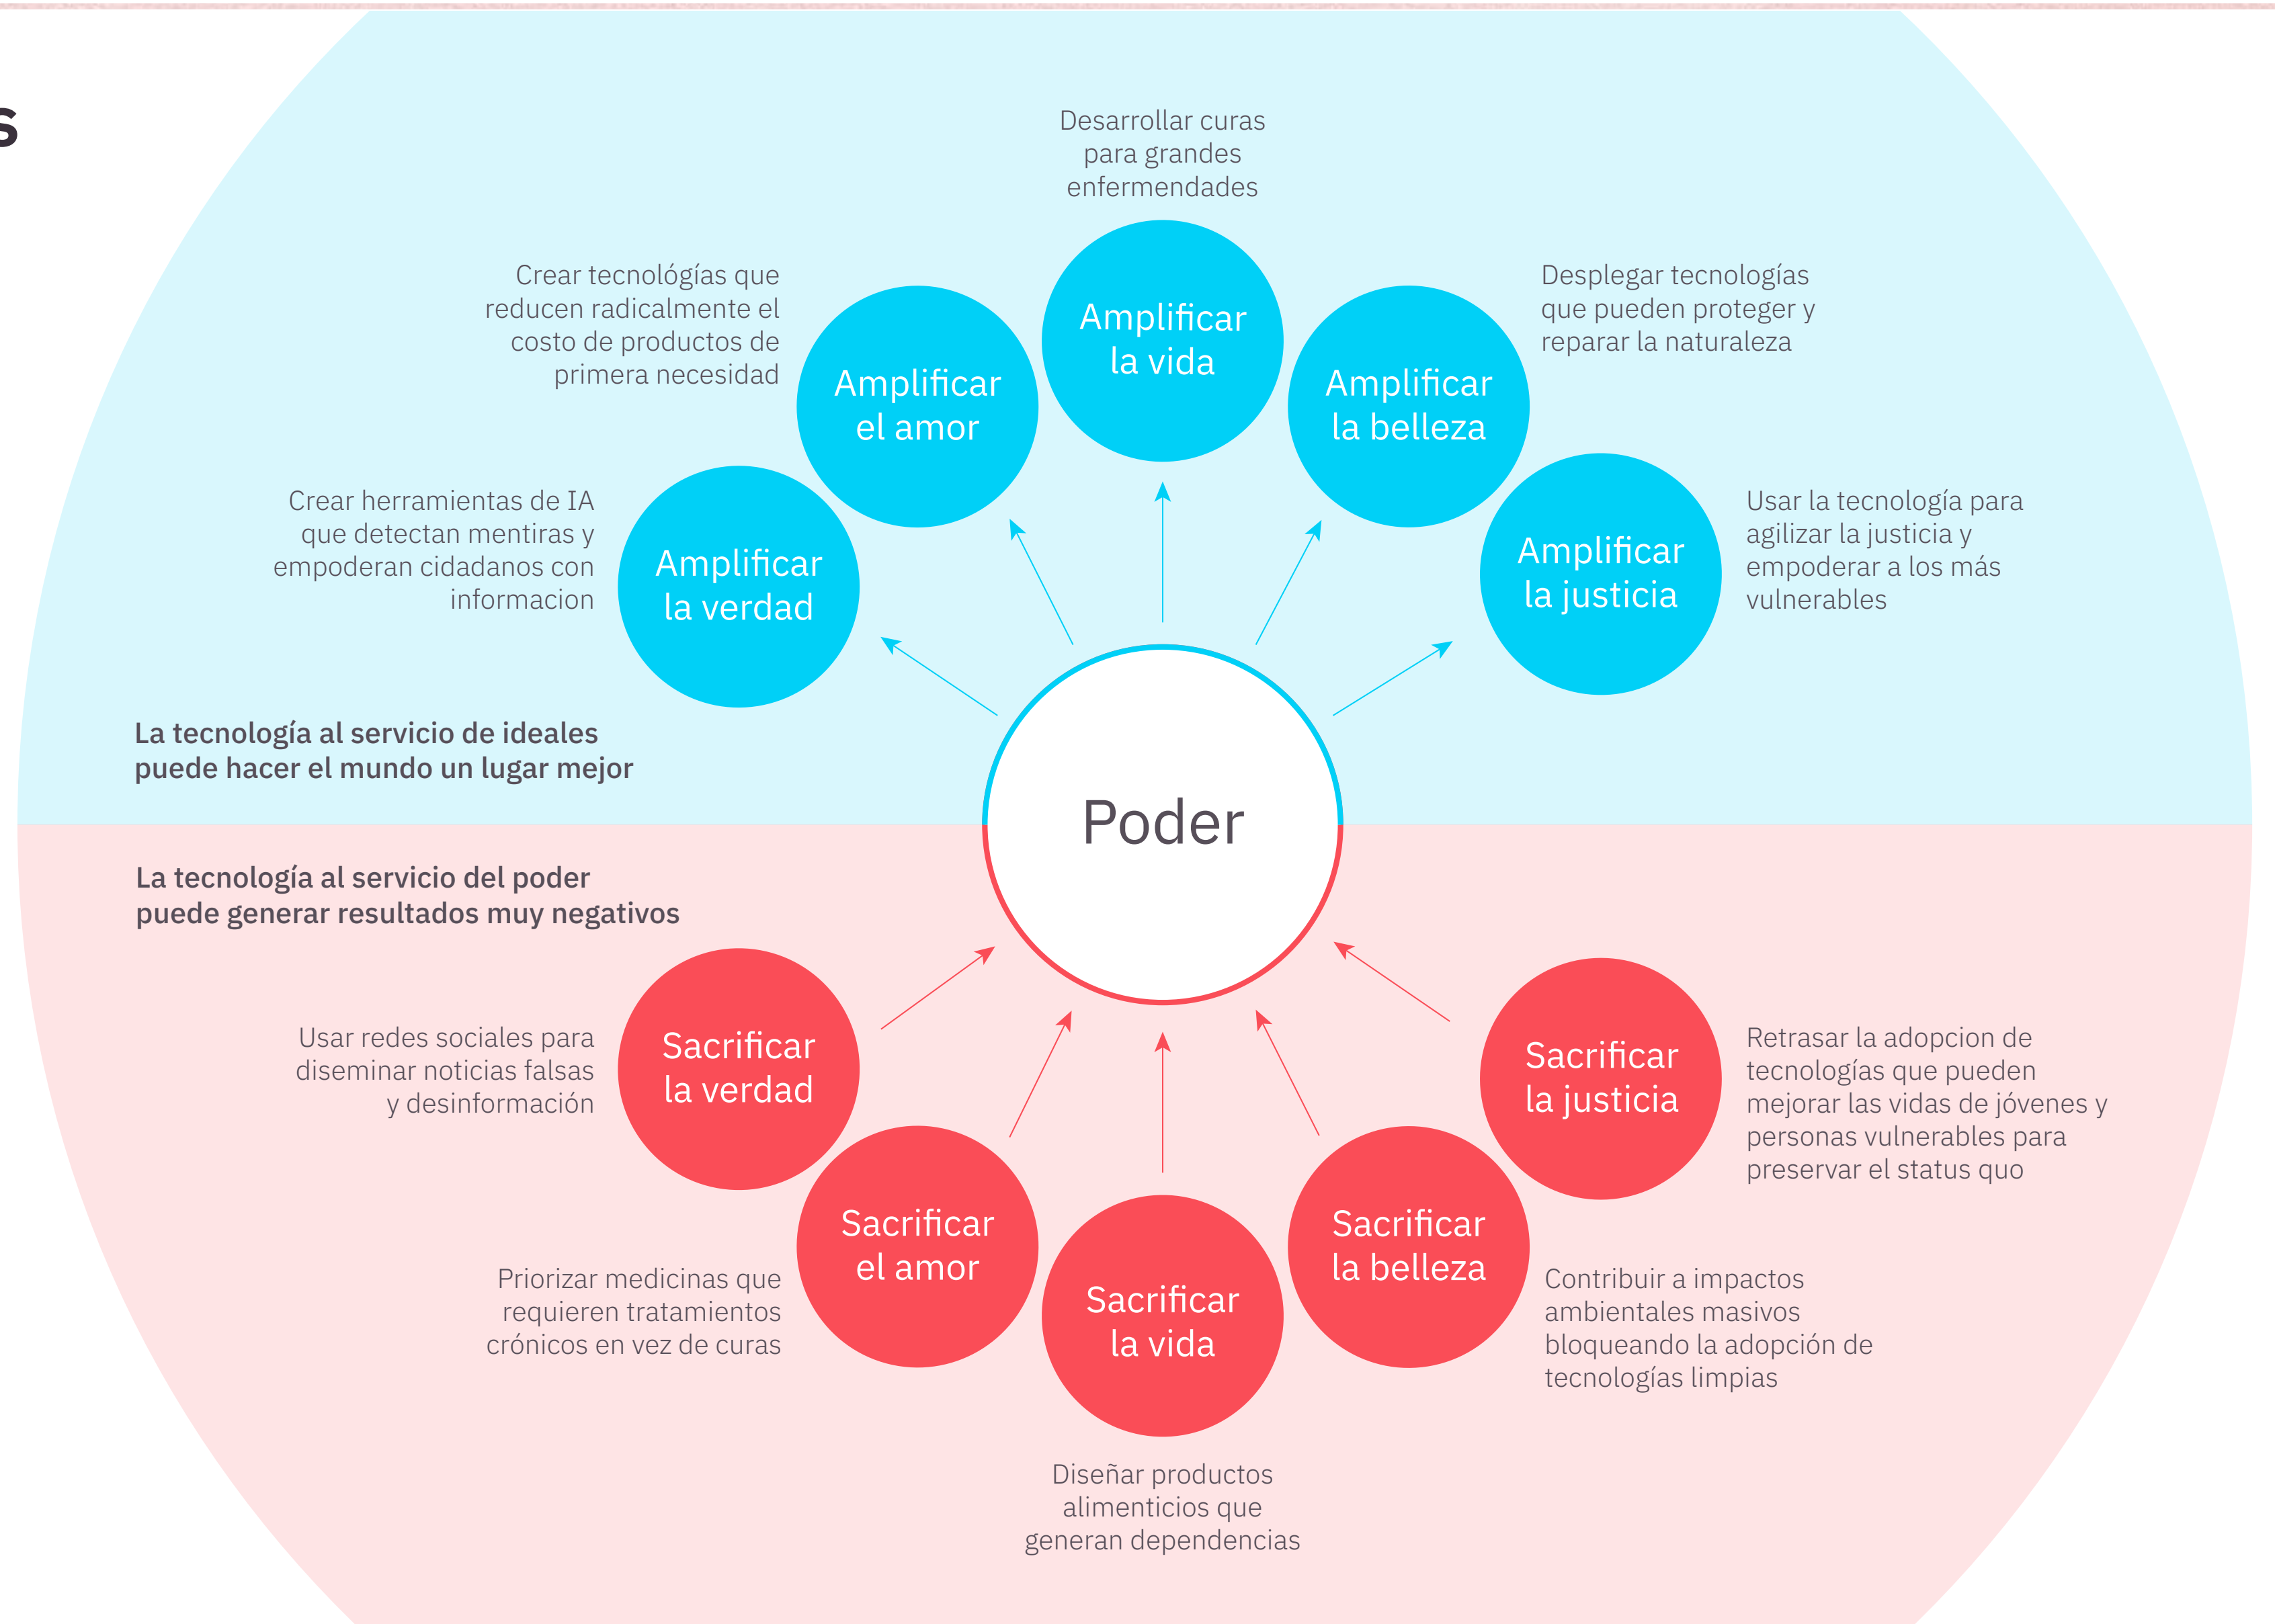 s
Desarrollar curas
para grandes
enfermendades
Crear tecnológías que
reducen radicalmente el
costo de productos de
primera necesidad
Amplificar
el amor
Amplificar
la vida
Amplificar
la belleza
Desplegar tecnologías
que pueden proteger y
reparar la naturaleza
Crear herramientas de IA
que detectan mentiras y
empoderan cidadanos con
informacion
Amplificar
la verdad
Amplificar
la justicia
Usar la tecnología para
agilizar la justicia y
empoderar a los más
vulnerables
La tecnología al servicio de ideales
puede hacer el mundo un lugar mejor
Poder
La tecnología al servicio del poder
puede generar resultados muy negativos
Usar redes sociales para
diseminar noticias falsas
y desinformación
Sacrificar
la verdad
Sacrificar
la justicia
Retrasar la adopcion de
tecnologías que pueden
mejorar las vidas de jóvenes y
personas vulnerables para
preservar el status quo
Priorizar medicinas que
requieren tratamientos
crónicos en vez de curas
Sacrificar
el amor
Sacrificar
la vida
Sacrificar
la belleza
Contribuir a impactos
ambientales masivos
bloqueando la adopción de
tecnologías limpias
Diseñar productos
alimenticios que
generan dependencias